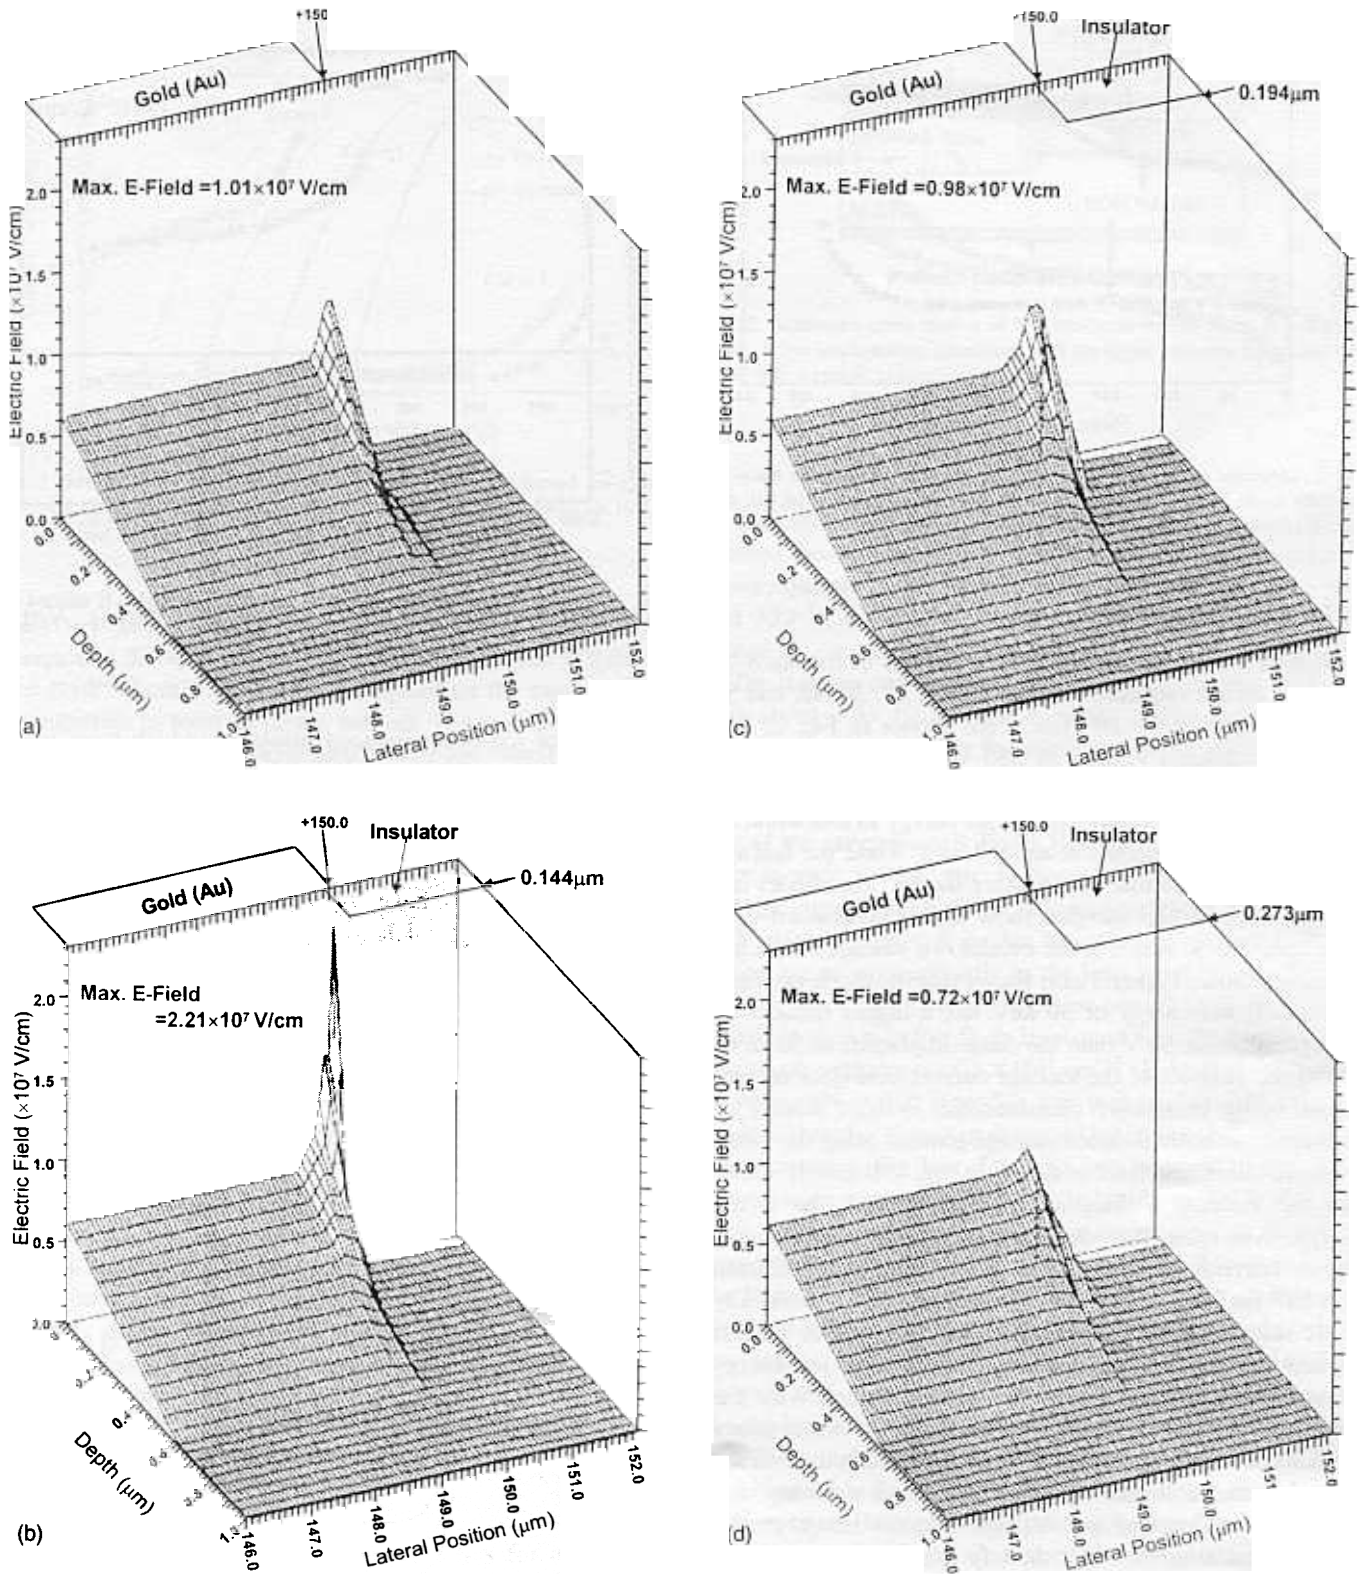 +150
Gold (Au)
Max. E-Field =1.01×10⁷ V/cm
Electric Field (×10⁷ V/cm)
2.0
1.5
1.0
0.5
0.0
0.0
0.2
0.4
0.6
0.8
1.0
Depth (μm)
146.0
147.0
148.0
149.0
150.0
151.0
152.0
Lateral Position (μm)
(a)
150.0
Insulator
Gold (Au)
0.194μm
Max. E-Field =0.98×10⁷ V/cm
Electric Field (×10⁷ V/cm)
2.0
1.5
1.0
0.5
0.0
0.0
0.2
0.4
0.6
0.8
1.0
Depth (μm)
146.0
147.0
148.0
149.0
150.0
151.0
152.0
Lateral Position (μm)
(c)
+150.0
Insulator
Gold (Au)
0.144μm
Max. E-Field
=2.21×10⁷ V/cm
Electric Field (×10⁷ V/cm)
2.0
1.5
1.0
0.5
Depth (μm)
146.0
147.0
148.0
149.0
150.0
151.0
152.0
Lateral Position (μm)
(b)
+150.0
Insulator
Gold (Au)
0.273μm
Max. E-Field =0.72×10⁷ V/cm
Electric Field (×10⁷ V/cm)
2.0
1.5
1.0
0.5
0.0
0.0
0.2
0.4
0.6
0.8
1.0
Depth (μm)
146.0
147.0
148.0
149.0
150.0
151
152.0
Lateral Position (μm)
(d)